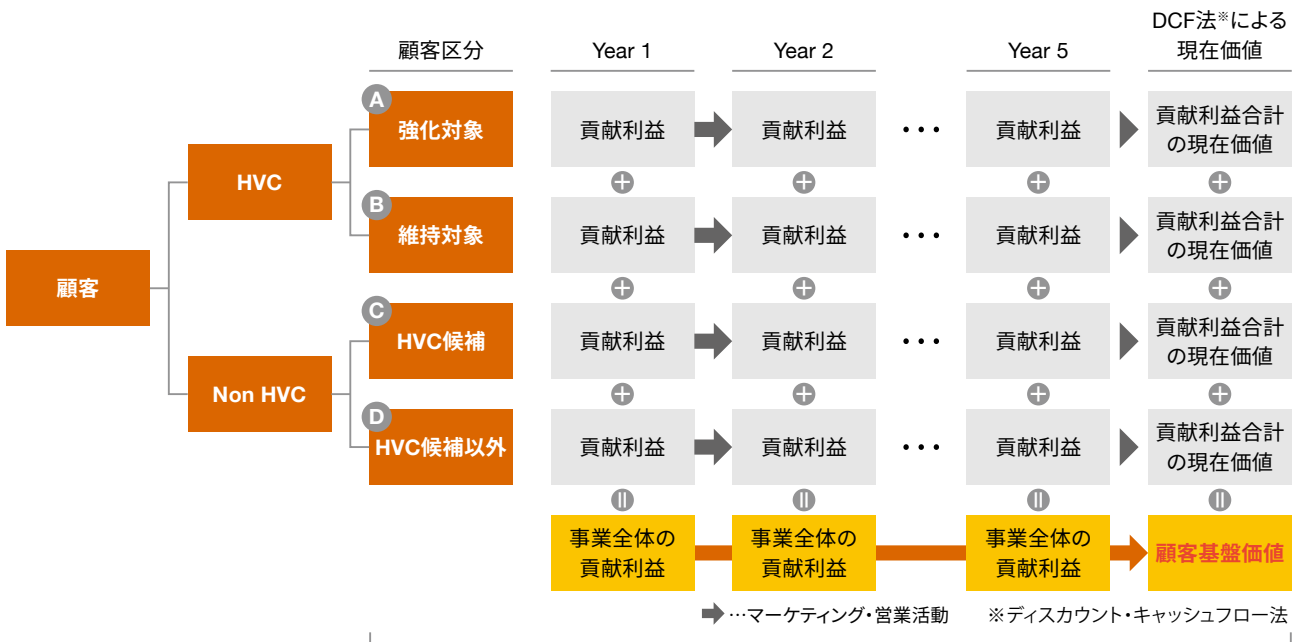 顧客区分
Year 1
Year 2
Year 5
DCF法※による
現在価値
顧客
HVC
Non HVC
A
強化対象
貢献利益
貢献利益
・・・
貢献利益
貢献利益合計
の現在価値
+
+
+
+
B
維持対象
貢献利益
貢献利益
・・・
貢献利益
貢献利益合計
の現在価値
+
+
+
+
C
HVC候補
貢献利益
貢献利益
・・・
貢献利益
貢献利益合計
の現在価値
+
+
+
+
D
HVC候補以外
貢献利益
貢献利益
・・・
貢献利益
貢献利益合計
の現在価値
=
=
=
=
事業全体の
貢献利益
事業全体の
貢献利益
事業全体の
貢献利益
顧客基盤価値
…マーケティング・営業活動
※ディスカウント・キャッシュフロー法